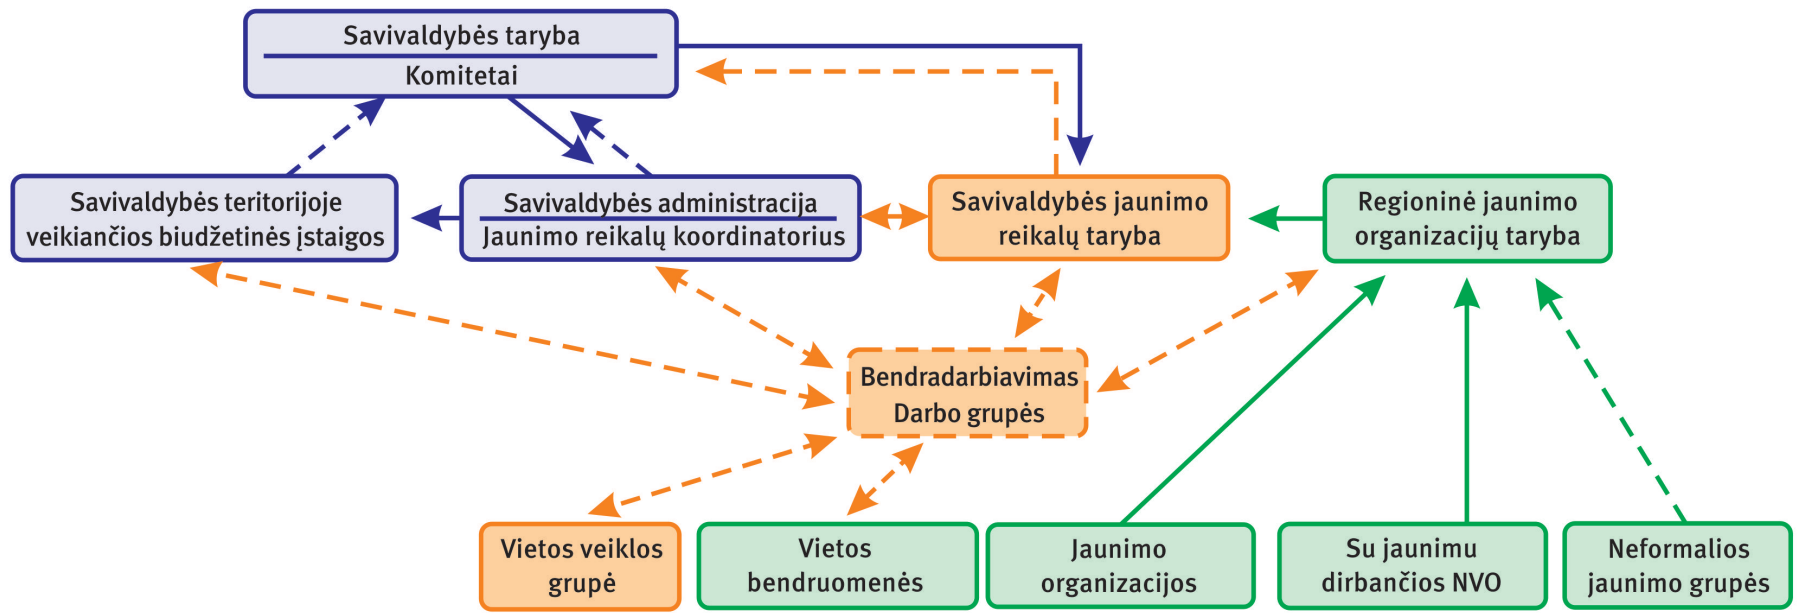 Savivaldybės taryba
Komitetai
Savivaldybės teritorijoje
veikiančios biudžetinės įstaigos
Savivaldybės administracija
Jaunimo reikalų koordinatorius
Savivaldybės jaunimo
reikalų taryba
Regioninė jaunimo
organizacijų taryba
Bendradarbiavimas
Darbo grupės
Vietos veiklos
grupė
Vietos
bendruomenės
Jaunimo
organizacijos
Su jaunimu
dirbančios NVO
Neformalios
jaunimo grupės